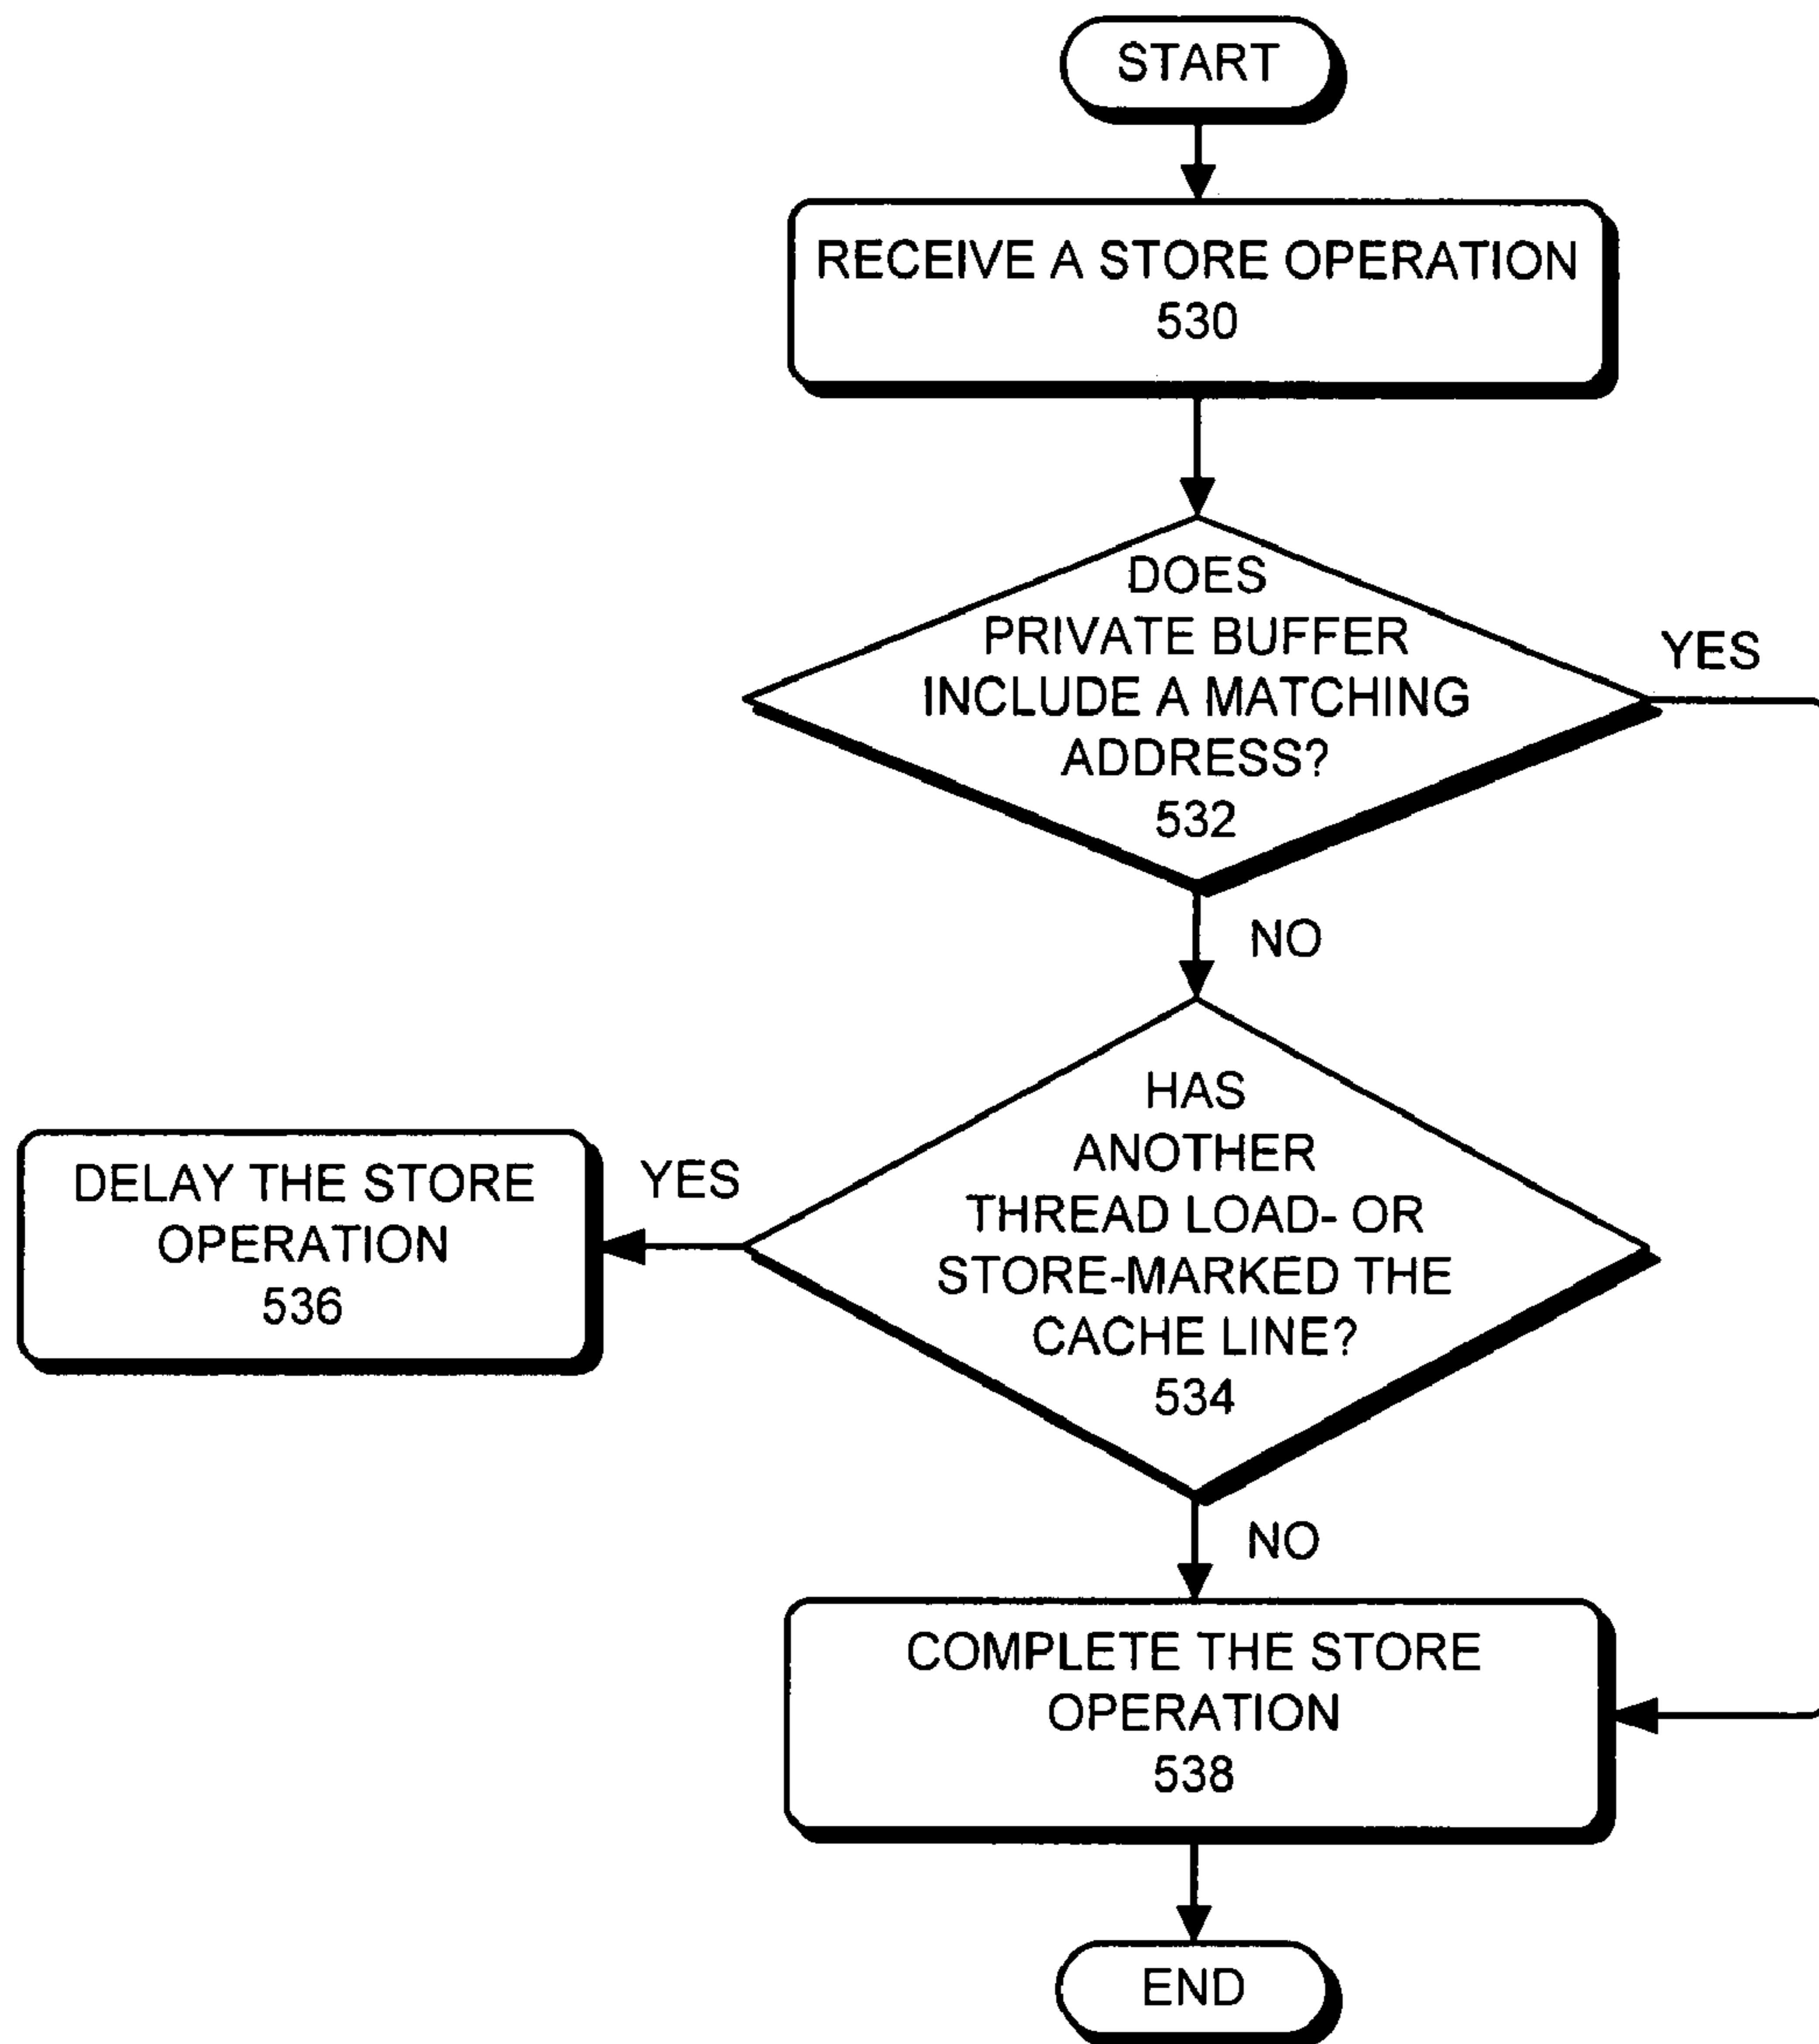 START
RECEIVE A STORE OPERATION
530
DOES
PRIVATE BUFFER
INCLUDE A MATCHING
ADDRESS?
532
YES
NO
HAS
ANOTHER
THREAD LOAD- OR
STORE-MARKED THE
CACHE LINE?
534
YES
DELAY THE STORE
OPERATION
536
NO
COMPLETE THE STORE
OPERATION
538
END